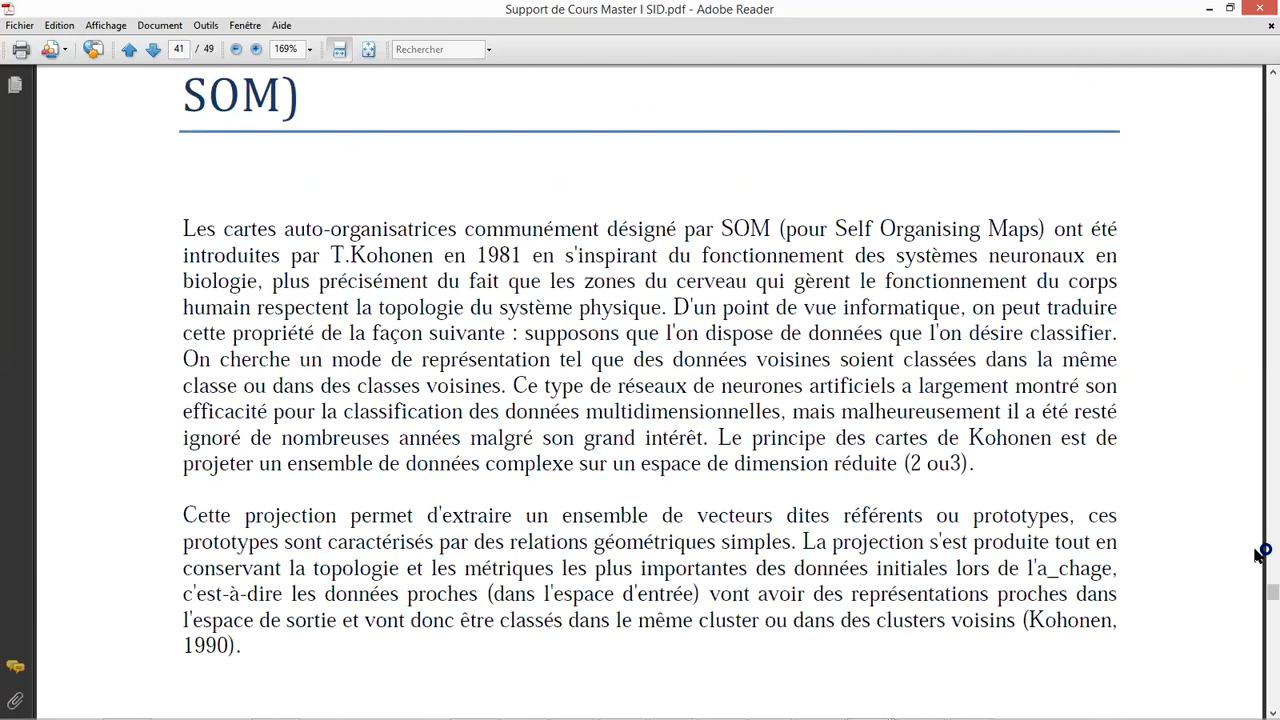 Support de Cours Master I SID.pdf - Adobe Reader
Fichier Edition Affichage Document Outils Fenêtre Aide
41 / 49 169% Rechercher
SOM)
Les cartes auto-organisatrices communément désigné par SOM (pour Self Organising Maps) ont été
introduites par T.Kohonen en 1981 en s'inspirant du fonctionnement des systèmes neuronaux en
biologie, plus précisément du fait que les zones du cerveau qui gèrent le fonctionnement du corps
humain respectent la topologie du système physique. D'un point de vue informatique, on peut traduire
cette propriété de la façon suivante : supposons que l'on dispose de données que l'on désire classifier.
On cherche un mode de représentation tel que des données voisines soient classées dans la même
classe ou dans des classes voisines. Ce type de réseaux de neurones artificiels a largement montré son
efficacité pour la classification des données multidimensionnelles, mais malheureusement il a été resté
ignoré de nombreuses années malgré son grand intérêt. Le principe des cartes de Kohonen est de
projeter un ensemble de données complexe sur un espace de dimension réduite (2 ou3).
Cette projection permet d'extraire un ensemble de vecteurs dites référents ou prototypes, ces
prototypes sont caractérisés par des relations géométriques simples. La projection s'est produite tout en
conservant la topologie et les métriques les plus importantes des données initiales lors de l'a_chage,
c'est-à-dire les données proches (dans l'espace d'entrée) vont avoir des représentations proches dans
l'espace de sortie et vont donc être classés dans le même cluster ou dans des clusters voisins (Kohonen,
1990).